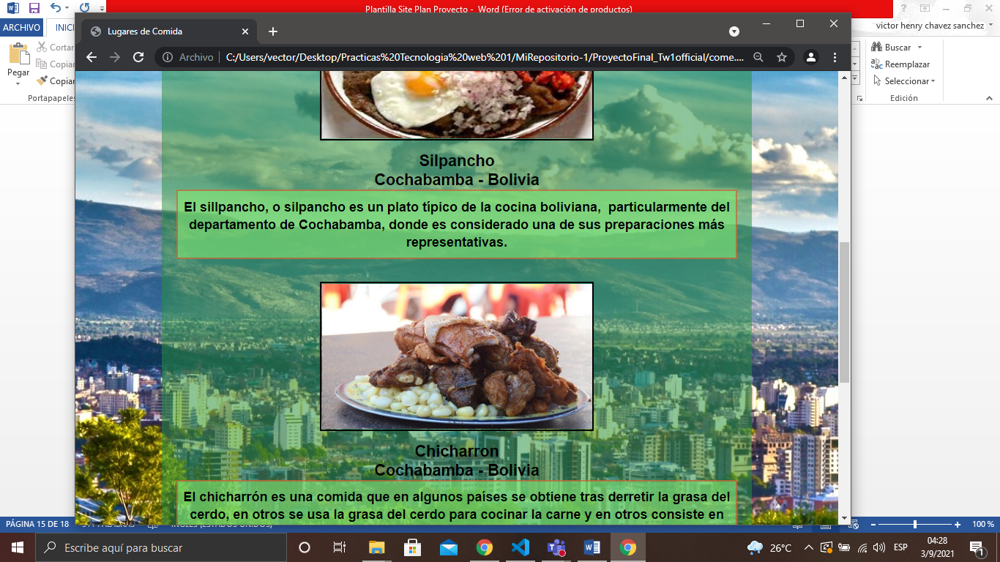 Plantilla Site Plan Proyecto - Word (Error de activación de productos)
ARCHIVO
INICI
victor henry chavez sanchez
Pegar
Cortar
Copiar
Copiar
Portapapeles
Buscar
Reemplazar
Seleccionar
Edición
Lugares de Comida
Archivo
C:/Users/vector/Desktop/Practicas%20Tecnologia%20web%201/MiRepositorio-1/ProyectoFinal_Tw1official/come....
Silpancho
Cochabamba - Bolivia
El sillpancho, o silpancho es un plato típico de la cocina boliviana, particularmente del
departamento de Cochabamba, donde es considerado una de sus preparaciones más
representativas.
Chicharron
Cochabamba - Bolivia
El chicharrón es una comida que en algunos países se obtiene tras derretir la grasa del
cerdo, en otros se usa la grasa del cerdo para cocinar la carne y en otros consiste en
PÁGINA 15 DE 18
100 %
Escribe aquí para buscar
26°C
ESP
04:28
3/9/2021
1